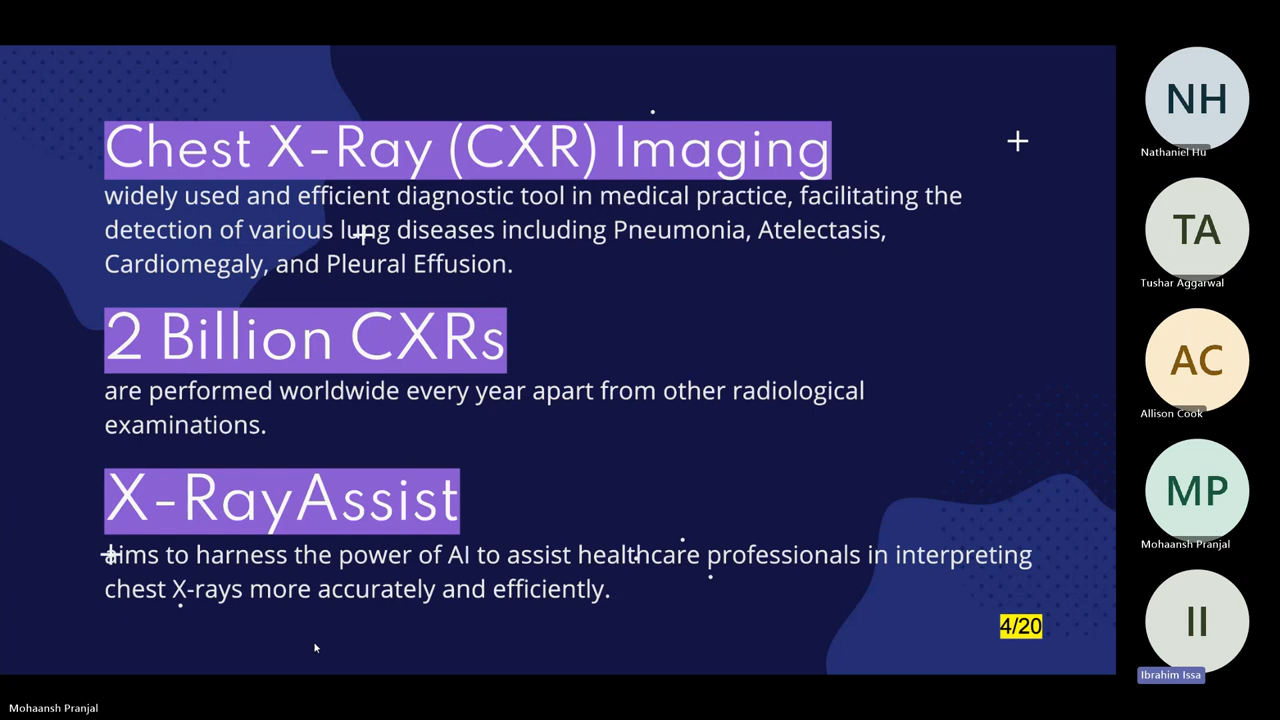 Chest X-Ray (CXR) Imaging
widely used and efficient diagnostic tool in medical practice, facilitating the
detection of various lung diseases including Pneumonia, Atelectasis,
Cardiomegaly, and Pleural Effusion.
2 Billion CXRs
are performed worldwide every year apart from other radiological
examinations.
X-RayAssist
aims to harness the power of AI to assist healthcare professionals in interpreting
chest X-rays more accurately and efficiently.
4/20
NH
Nathaniel Hu
TA
Tushar Aggarwal
AC
Allison Cook
MP
Mohaansh Pranjal
II
Ibrahim Issa
Mohaansh Pranjal